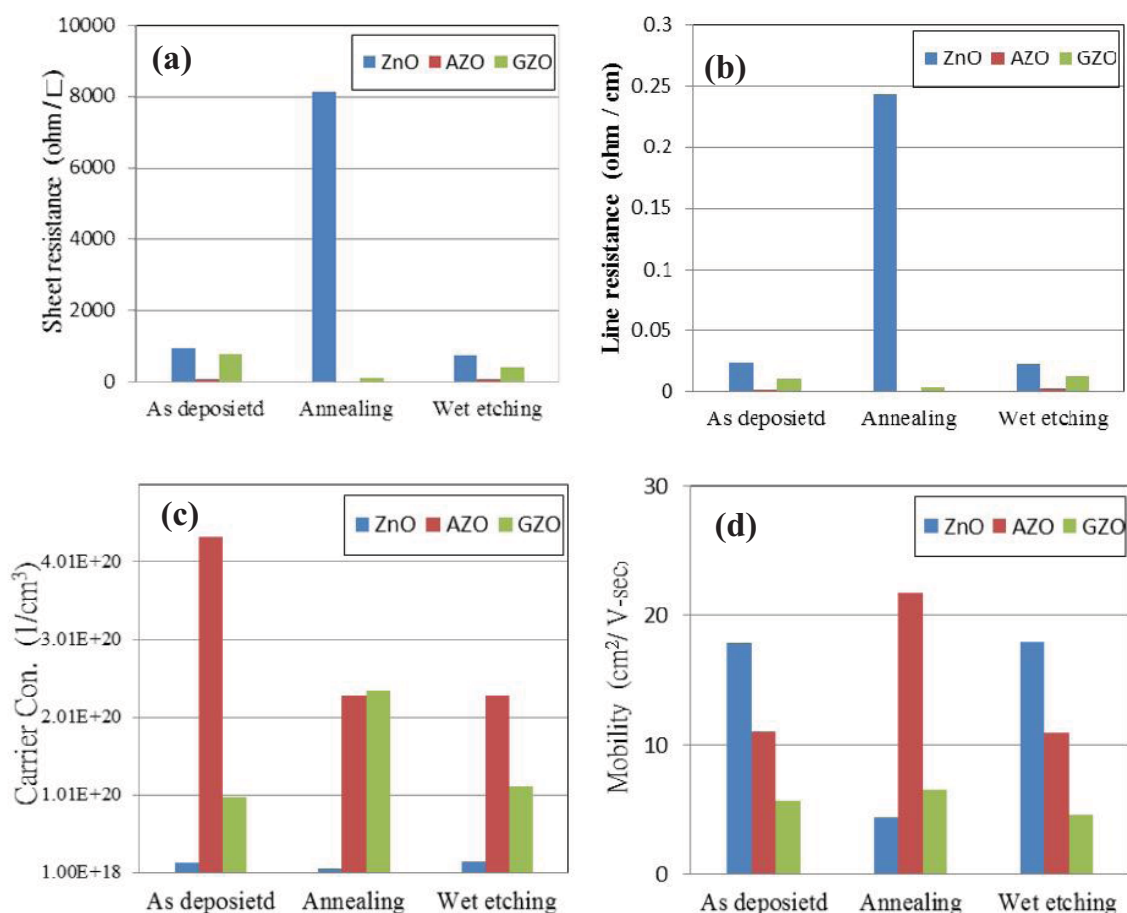 (a)
ZnO AZO GZO
Sheet resistance (ohm/□)
10000
8000
6000
4000
2000
0
As deposietd Annealing Wet etching
(b)
ZnO AZO GZO
Line resistance (ohm / cm)
0.3
0.25
0.2
0.15
0.1
0.05
0
As deposietd Annealing Wet etching
(c)
ZnO AZO GZO
Carrier Con. (1/cm³)
4.01E+20
3.01E+20
2.01E+20
1.01E+20
1.00E+18
As deposietd Annealing Wet etching
(d)
ZnO AZO GZO
Mobility (cm²/ V-sec)
30
20
10
0
As deposietd Annealing Wet etching